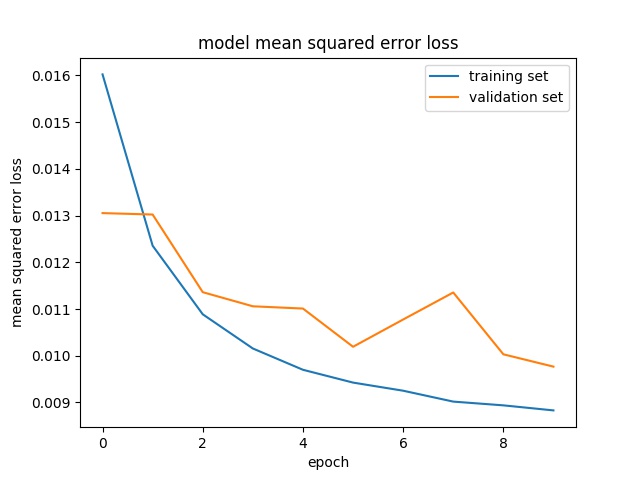 model mean squared error loss
training set
validation set
mean squared error loss
0.016
0.015
0.014
0.013
0.012
0.011
0.010
0.009
0 2 4 6 8
epoch